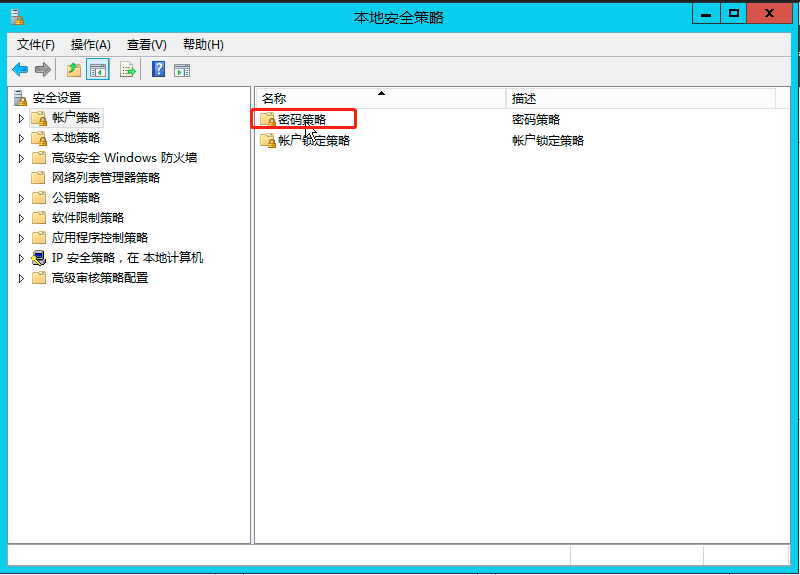 本地安全策略
文件(F) 操作(A) 查看(V) 帮助(H)
安全设置
帐户策略
本地策略
高级安全 Windows 防火墙
网络列表管理器策略
公钥策略
软件限制策略
应用程序控制策略
IP 安全策略，在 本地计算机
高级审核策略配置
名称 描述
密码策略 密码策略
帐户锁定策略 帐户锁定策略